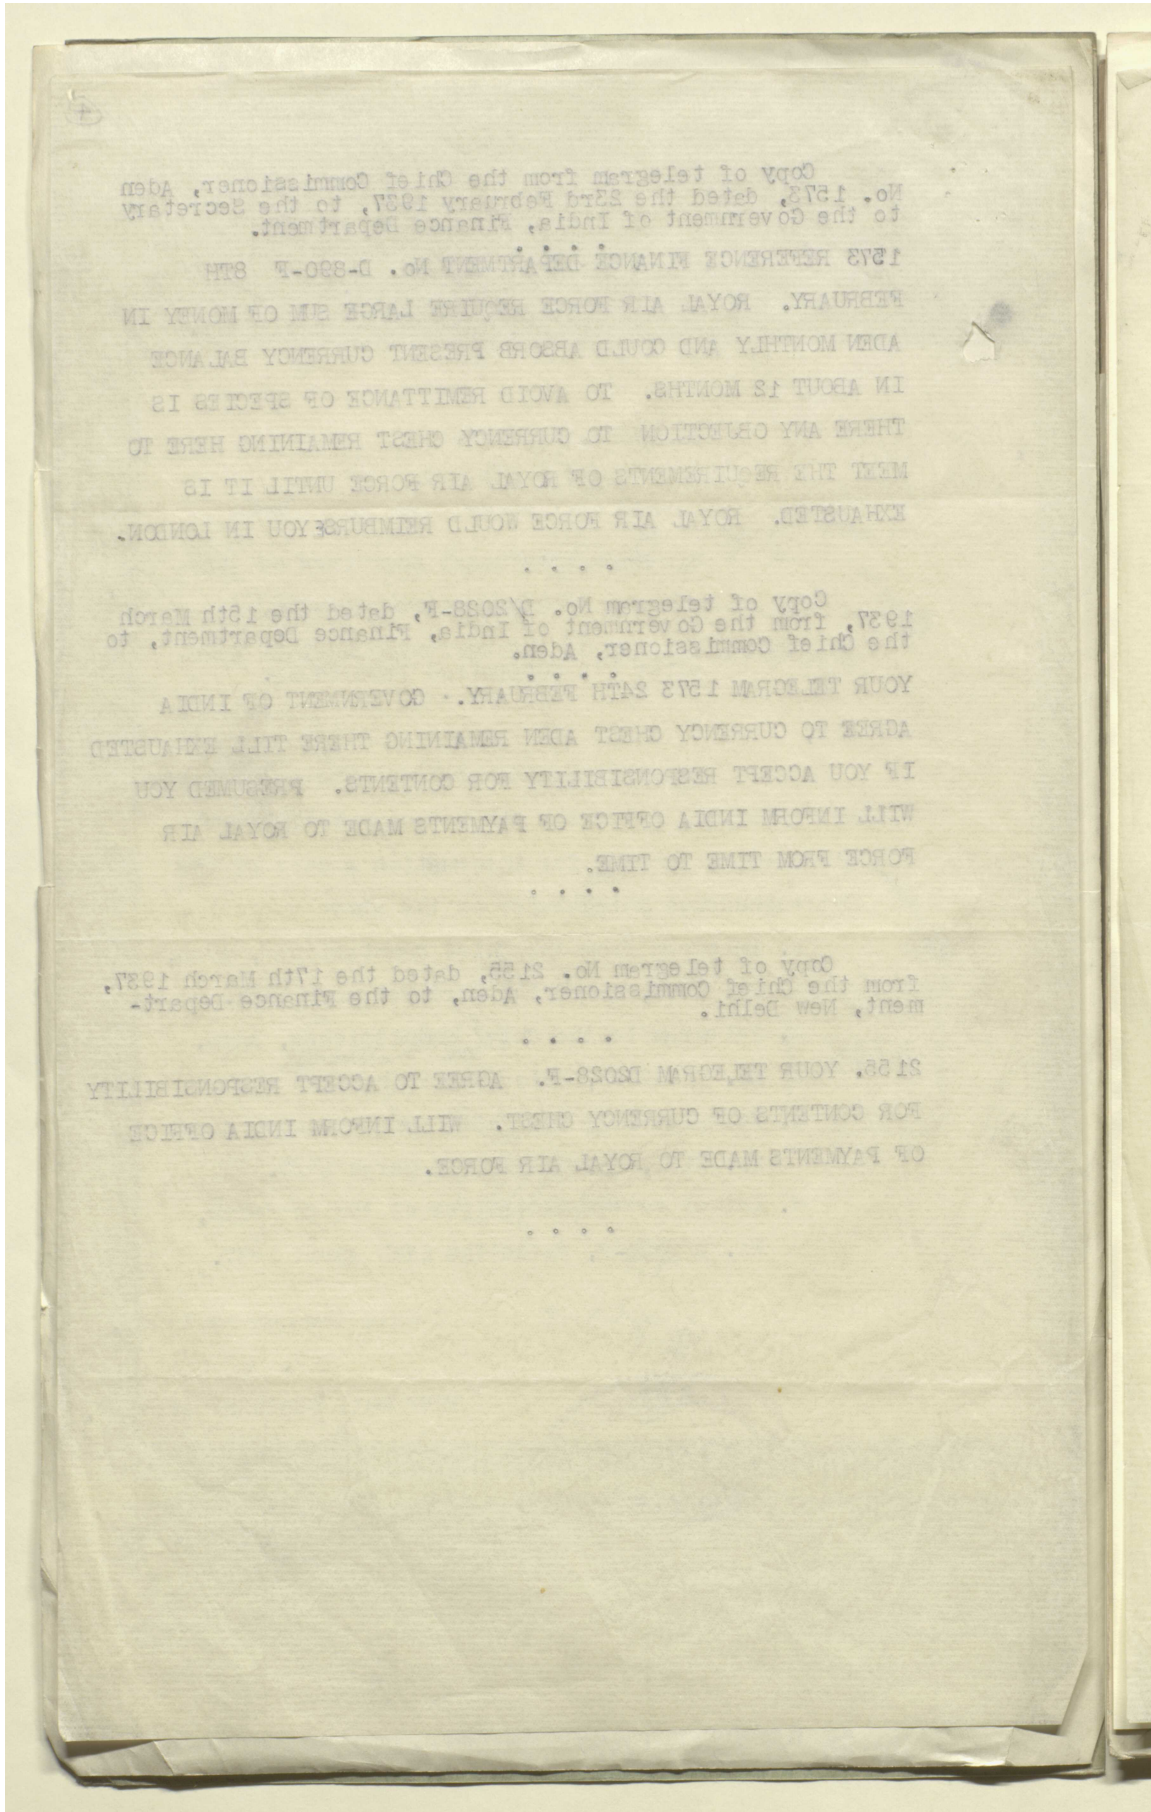 Copy of telegram from the Chief Commissioner, Aden
No. 1573, dated the 23rd February 1937, to the Secretary
to the Government of India, Finance Department.
. . . .
1573 REFERENCE FINANCE DEPARTMENT No. D-890-F 8TH
FEBRUARY. ROYAL AIR FORCE REQUIRE LARGE SUM OF MONEY IN
ADEN MONTHLY AND COULD ABSORB PRESENT CURRENCY BALANCE
IN ABOUT 12 MONTHS. TO AVOID REMITTANCE OF SPECIES IS
THERE ANY OBJECTION TO CURRENCY CHEST REMAINING HERE TO
MEET THE REQUIREMENTS OF ROYAL AIR FORCE UNTIL IT IS
EXHAUSTED. ROYAL AIR FORCE WOULD REIMBURSE YOU IN LONDON.
. . . .
Copy of telegram No. D/2028-F, dated the 15th March
1937, from the Government of India, Finance Department, to
the Chief Commissioner, Aden.
. . . .
YOUR TELEGRAM 1573 24TH FEBRUARY. GOVERNMENT OF INDIA
AGREE TO CURRENCY CHEST ADEN REMAINING THERE TILL EXHAUSTED
IF YOU ACCEPT RESPONSIBILITY FOR CONTENTS. PRESUMED YOU
WILL INFORM INDIA OFFICE OF PAYMENTS MADE TO ROYAL AIR
FORCE FROM TIME TO TIME.
. . . .
Copy of telegram No. 2155, dated the 17th March 1937,
from the Chief Commissioner, Aden, to the Finance Depart-
ment, New Delhi.
. . . .
2155. YOUR TELEGRAM D2028-F. AGREE TO ACCEPT RESPONSIBILITY
FOR CONTENTS OF CURRENCY CHEST. WILL INFORM INDIA OFFICE
OF PAYMENTS MADE TO ROYAL AIR FORCE.
. . . .